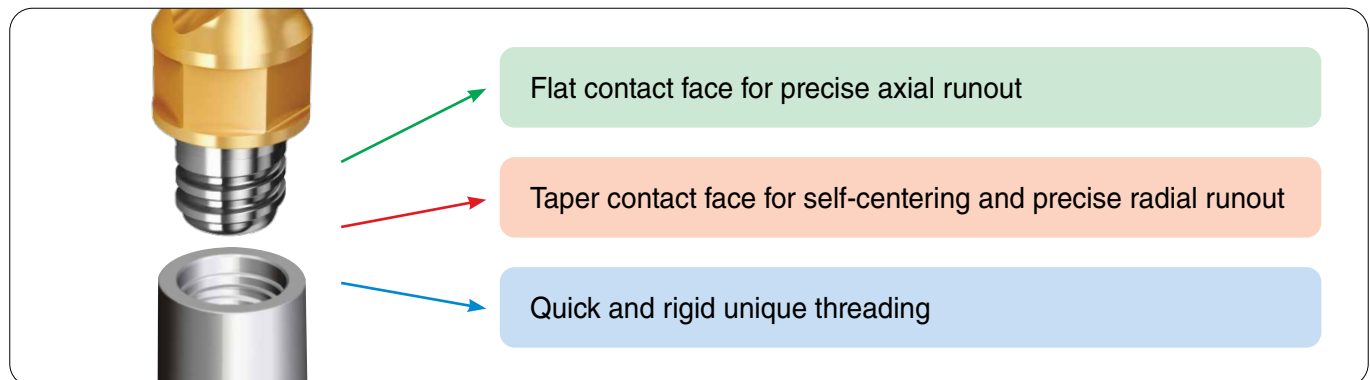 Flat contact face for precise axial runout
Taper contact face for self-centering and precise radial runout
Quick and rigid unique threading